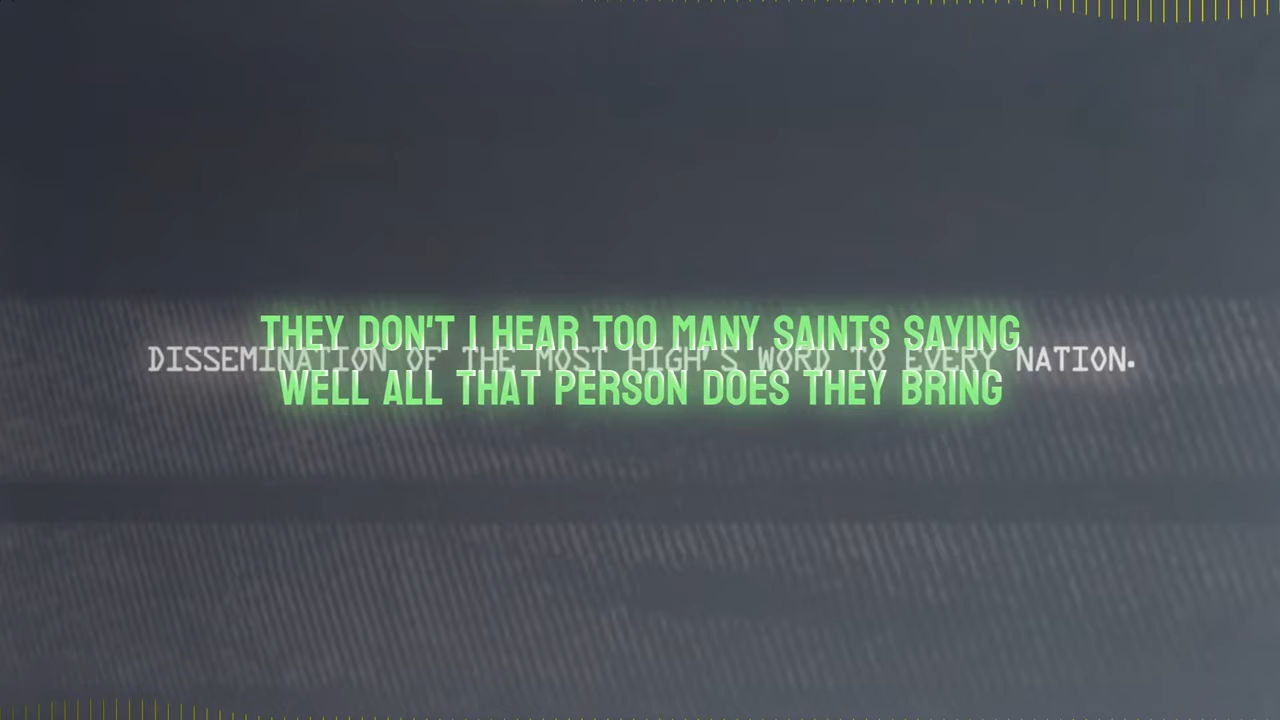 THEY DON'T I HEAR TOO MANY SAINTS SAYING
DISSEMINATION OF THE MOST HIGH'S WORD TO EVERY NATION.
WELL ALL THAT PERSON DOES THEY BRING